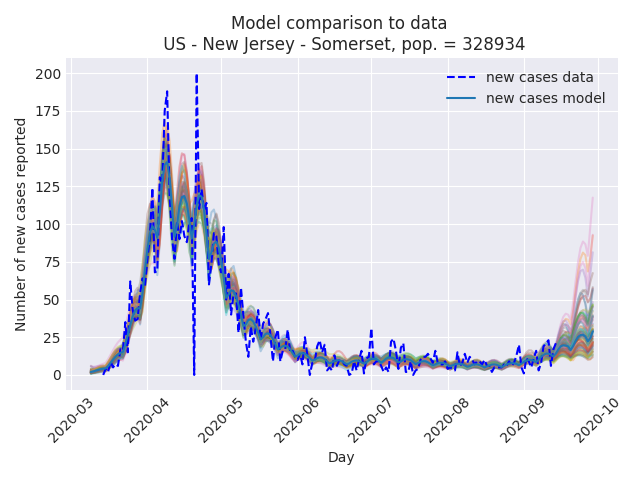 Model comparison to data
US - New Jersey - Somerset, pop. = 328934
new cases data
new cases model
Number of new cases reported
200
175
150
125
100
75
50
25
0
2020-03
2020-04
2020-05
2020-06
2020-07
2020-08
2020-09
2020-10
Day